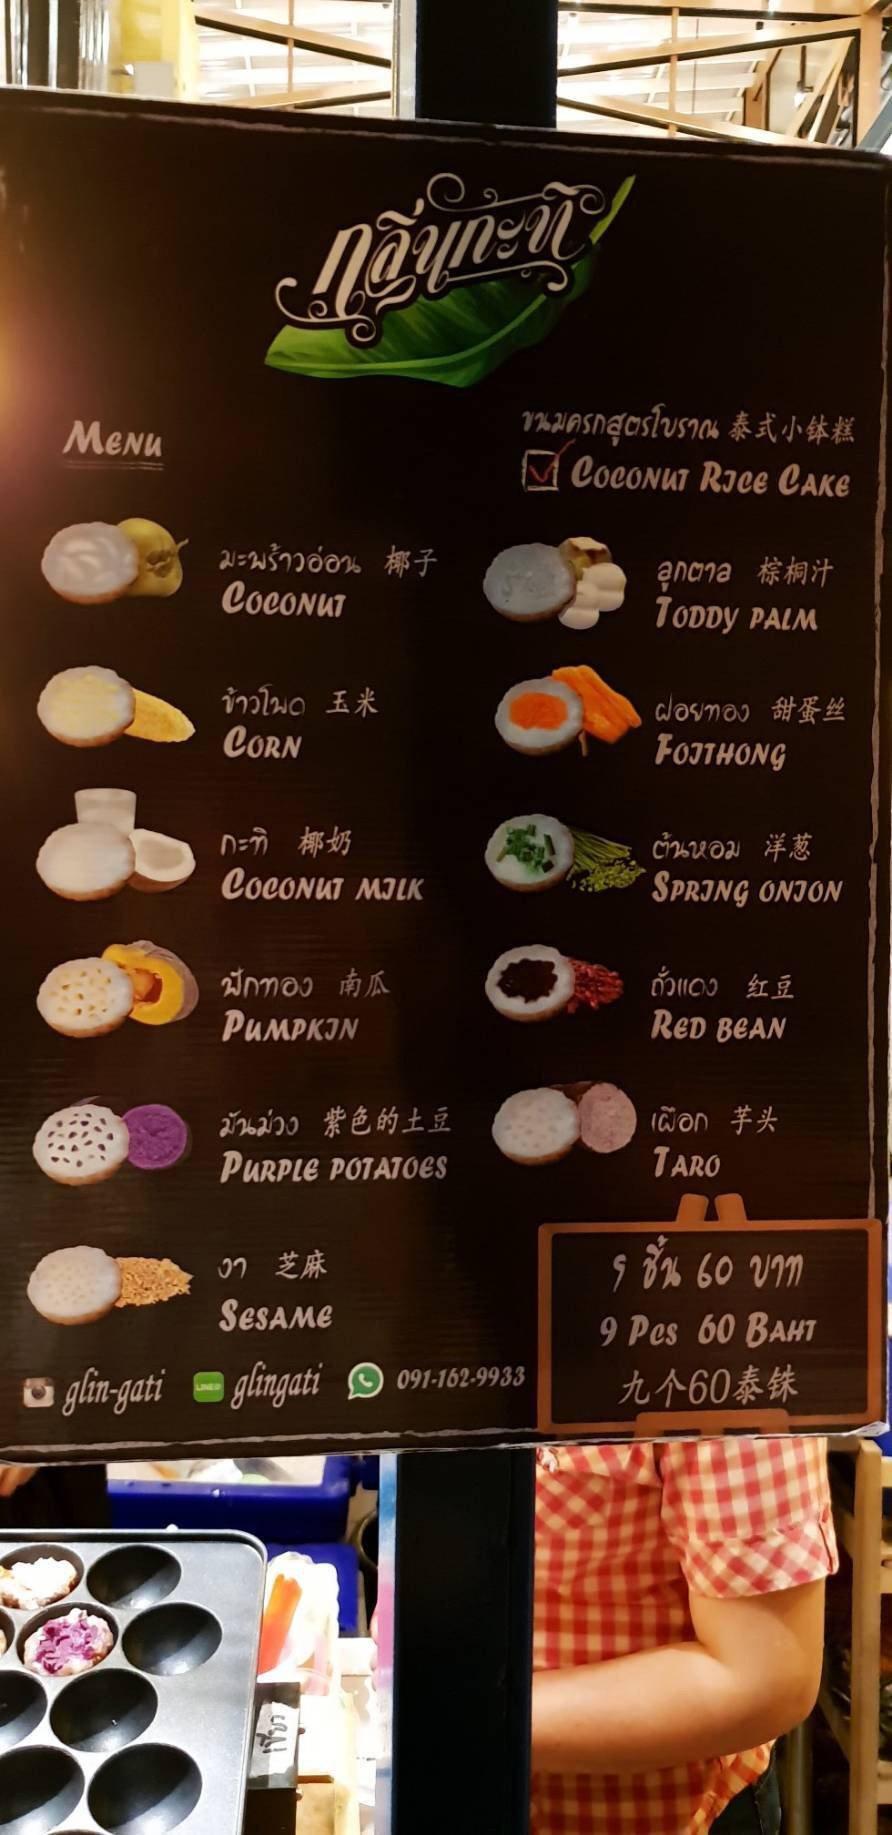 กลิ่นกะทิ
MENU
ขนมครกสูตรโบราณ 泰式小钵糕
COCONUT RICE CAKE
มะพร้าวอ่อน 椰子
COCONUT
ข้าวโพด 玉米
CORN
กะทิ 椰奶
COCONUT MILK
ฟักทอง 南瓜
PUMPKIN
มันม่วง 紫色的土豆
PURPLE POTATOES
งา 芝麻
SESAME
ลูกตาล 棕桐汁
TODDY PALM
ฝอยทอง 甜蛋丝
FOITHONG
ต้นหอม 洋葱
SPRING ONION
ถั่วแดง 红豆
RED BEAN
เผือก 芋头
TARO
9 ชิ้น 60 บาท
9 PCS 60 BAHT
九个60泰铢
glin-gati LINE@ glingati 091-162-9933
เขียว